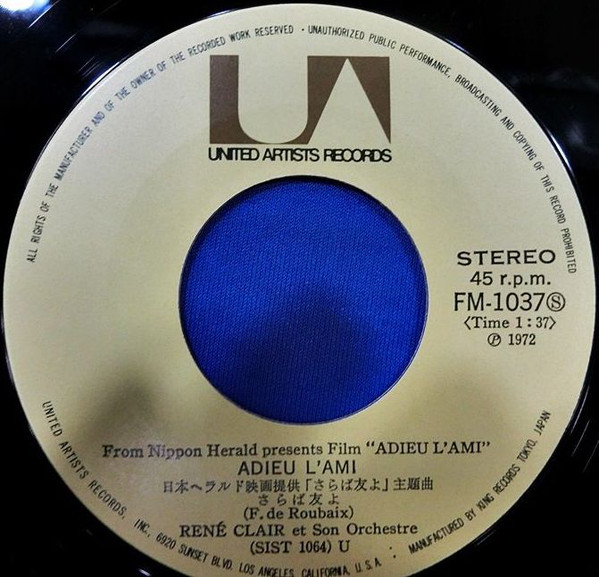 ALL RIGHTS OF THE MANUFACTURER AND OF THE OWNER OF THE RECORDED WORK RESERVED · UNAUTHORIZED PUBLIC PERFORMANCE, BROADCASTING AND COPYING OF THIS RECORD PROHIBITED
UA
UNITED ARTISTS RECORDS
STEREO
45 r.p.m.
FM-1037Ⓢ
〈Time 1:37〉
Ⓟ 1972
From Nippon Herald presents Film “ADIEU L'AMI”
ADIEU L'AMI
日本ヘラルド映画提供「さらば友よ」主題曲
さらば友よ
(F. de Roubaix)
RENÉ CLAIR et Son Orchestre
(SIST 1064) U
UNITED ARTISTS RECORDS, INC., 6920 SUNSET BLVD. LOS ANGELES, CALIFORNIA, U.S.A. · MANUFACTURED BY KING RECORDS TOKYO, JAPAN